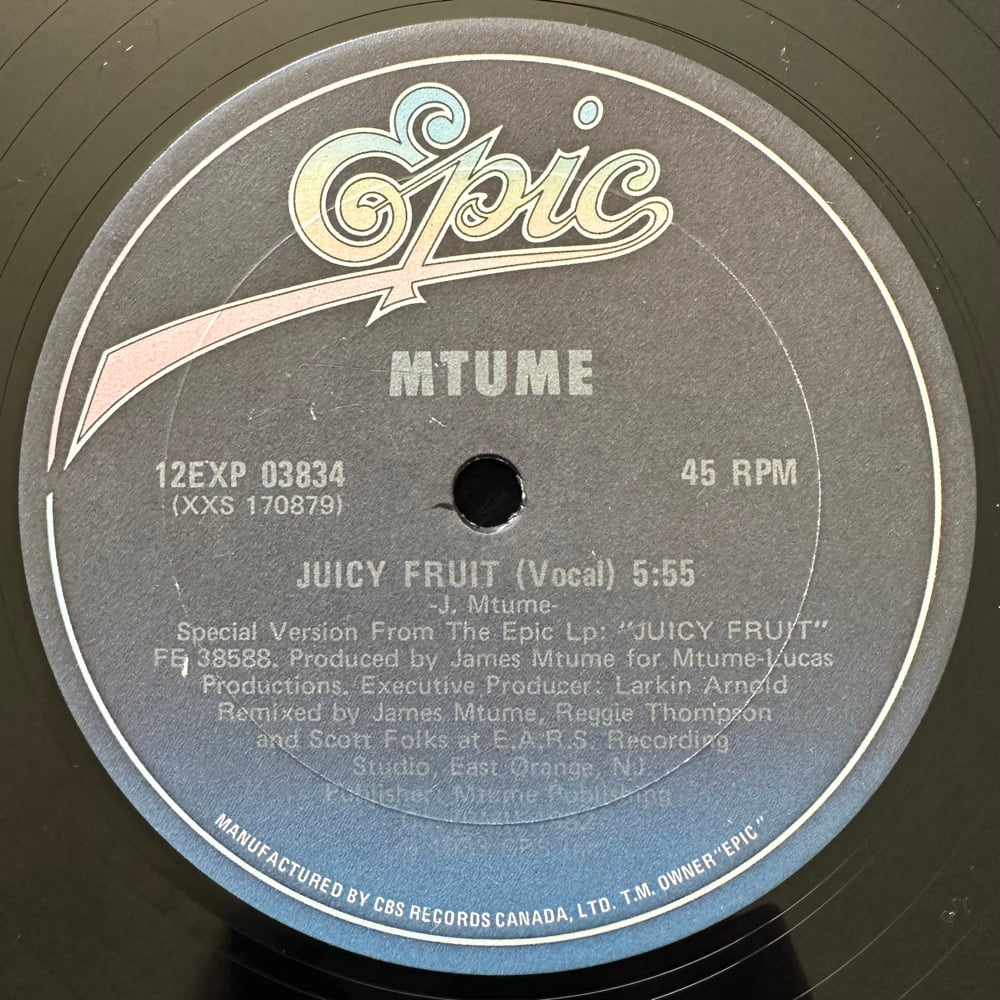 Epic
MTUME
12EXP 03834
45 RPM
(XXS 170879)
JUICY FRUIT (Vocal) 5:55
-J. Mtume-
Special Version From The Epic Lp: "JUICY FRUIT"
FE 38588. Produced by James Mtume for Mtume-Lucas
Productions. Executive Producer: Larkin Arnold
Remixed by James Mtume, Reggie Thompson
and Scott Folks at E.A.R.S. Recording
Studio, East Orange, NJ
Publisher: Mtume Publishing
MANUFACTURED BY CBS RECORDS CANADA, LTD. T.M. OWNER "EPIC"